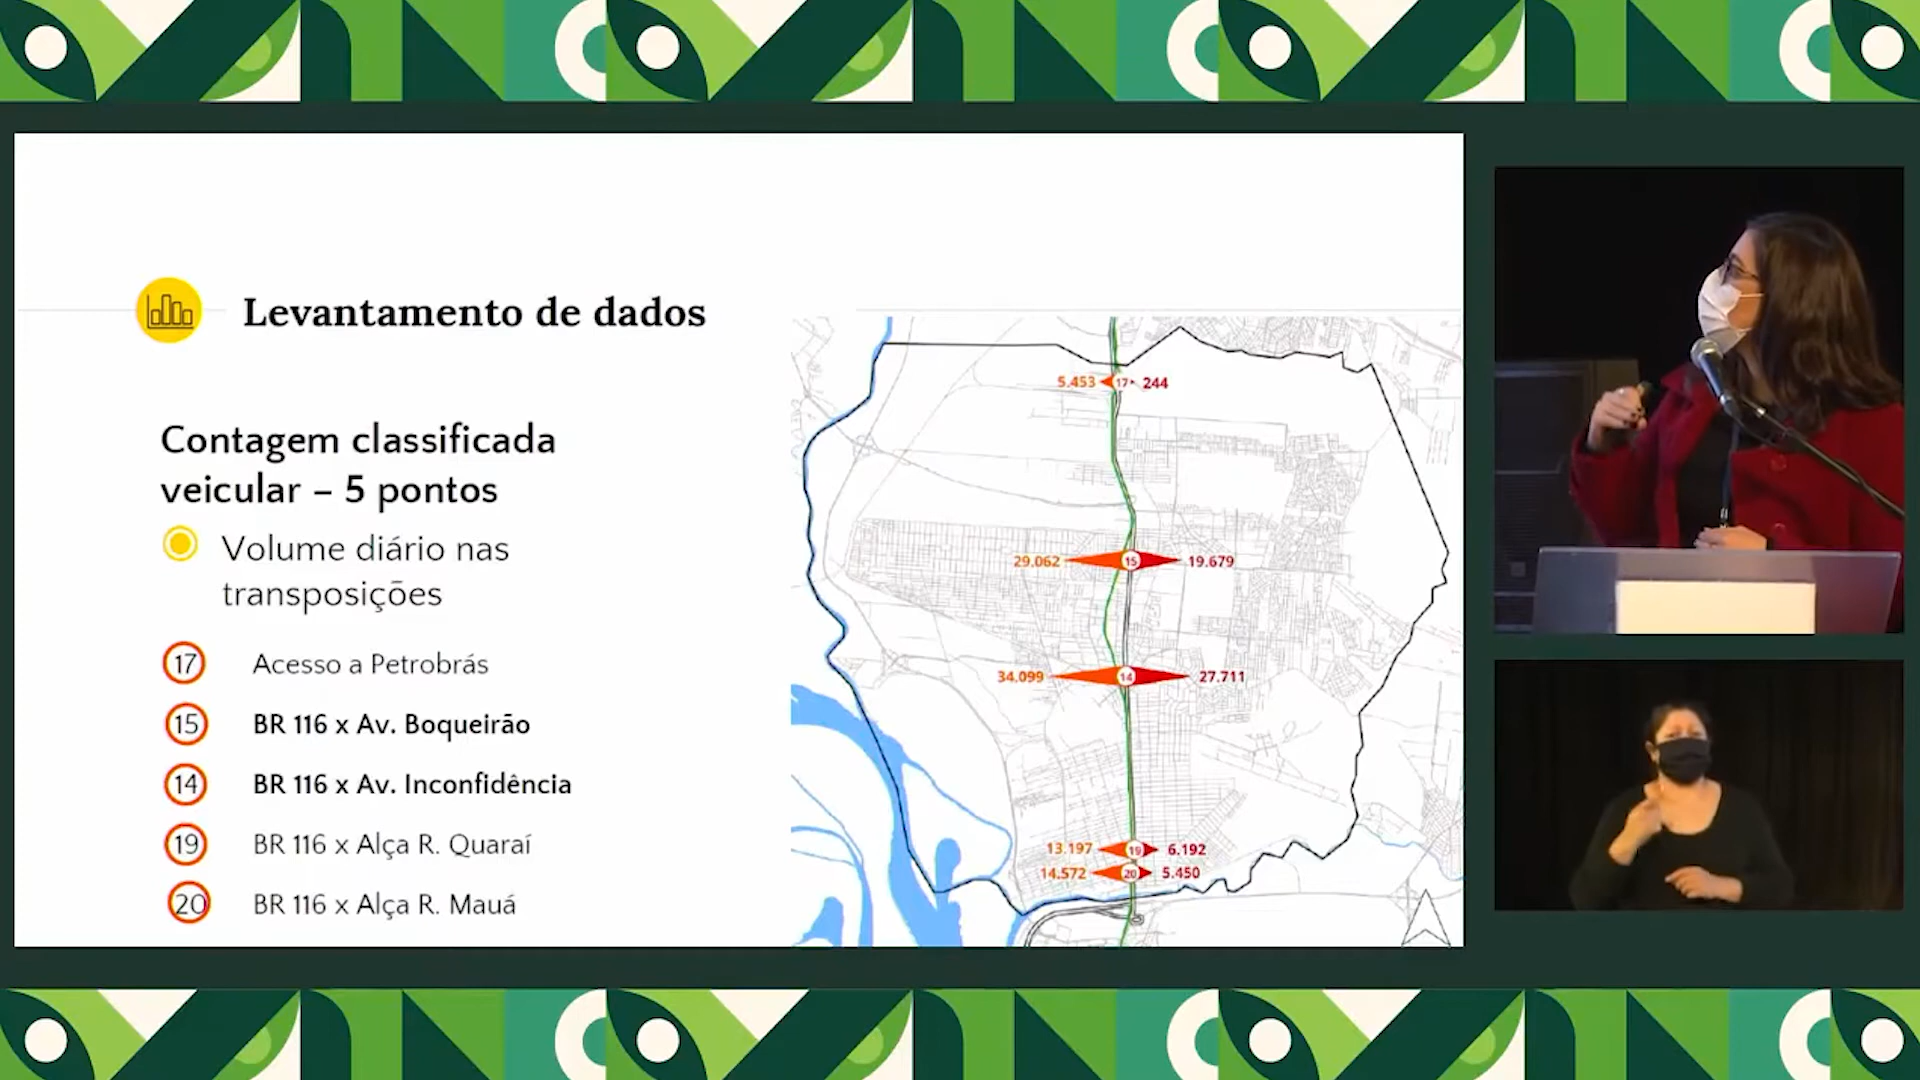 Levantamento de dados
Contagem classificada
veicular – 5 pontos
Volume diário nas
transposições
17 Acesso a Petrobrás
15 BR 116 x Av. Boqueirão
14 BR 116 x Av. Inconfidência
19 BR 116 x Alça R. Quaraí
20 BR 116 x Alça R. Mauá
5.453 17 244
29.062 15 19.679
34.099 14 27.711
13.197 19 6.192
14.572 20 5.450